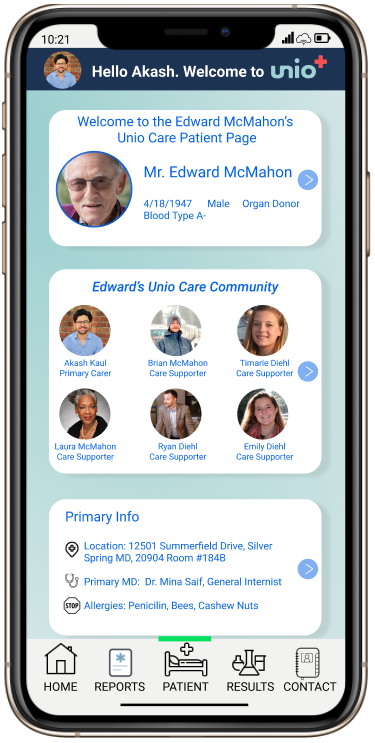 10:21
Hello Akash. Welcome to unio
Welcome to the Edward McMahon's
Unio Care Patient Page
Mr. Edward McMahon
4/18/1947 Male Organ Donor
Blood Type A-
Edward's Unio Care Community
Akash Kaul
Primary Carer
Brian McMahon
Care Supporter
Timarie Diehl
Care Supporter
Laura McMahon
Care Supporter
Ryan Diehl
Care Supporter
Emily Diehl
Care Supporter
Primary Info
Location: 12501 Summerfield Drive, Silver
Spring MD, 20904 Room #184B
Primary MD: Dr. Mina Saif, General Internist
STOP
Allergies: Penicilin, Bees, Cashew Nuts
HOME REPORTS PATIENT RESULTS CONTACT